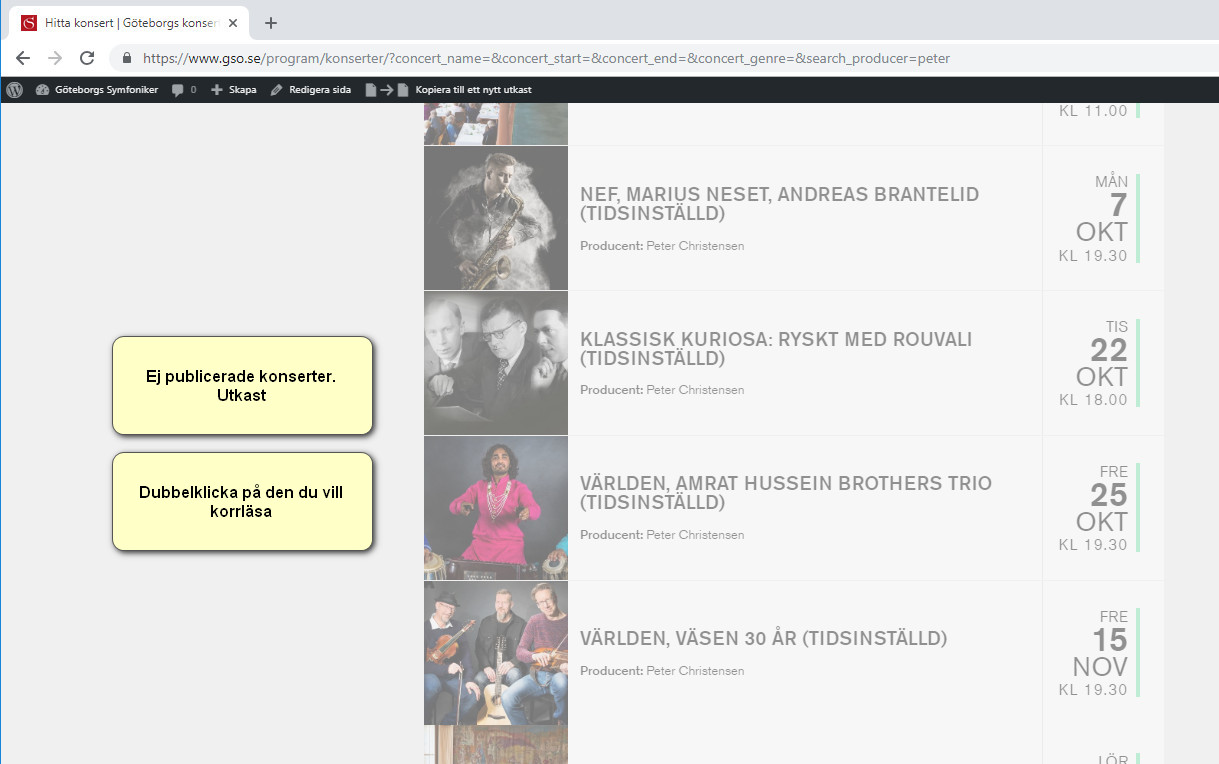 Hitta konsert | Göteborgs konser
https://www.gso.se/program/konserter/?concert_name=&concert_start=&concert_end=&concert_genre=&search_producer=peter
Göteborgs Symfoniker 0 Skapa Redigera sida Kopiera till ett nytt utkast
KL 11.00
NEF, MARIUS NESET, ANDREAS BRANTELID
(TIDSINSTÄLLD)
Producent: Peter Christensen
MÅN
7
OKT
KL 19.30
KLASSISK KURIOSA: RYSKT MED ROUVALI
(TIDSINSTÄLLD)
Producent: Peter Christensen
TIS
22
OKT
KL 18.00
Ej publicerade konserter.
Utkast
Dubbelklicka på den du vill
korrläsa
VÄRLDEN, AMRAT HUSSEIN BROTHERS TRIO
(TIDSINSTÄLLD)
Producent: Peter Christensen
FRE
25
OKT
KL 19.30
VÄRLDEN, VÄSEN 30 ÅR (TIDSINSTÄLLD)
Producent: Peter Christensen
FRE
15
NOV
KL 19.30
LÖR